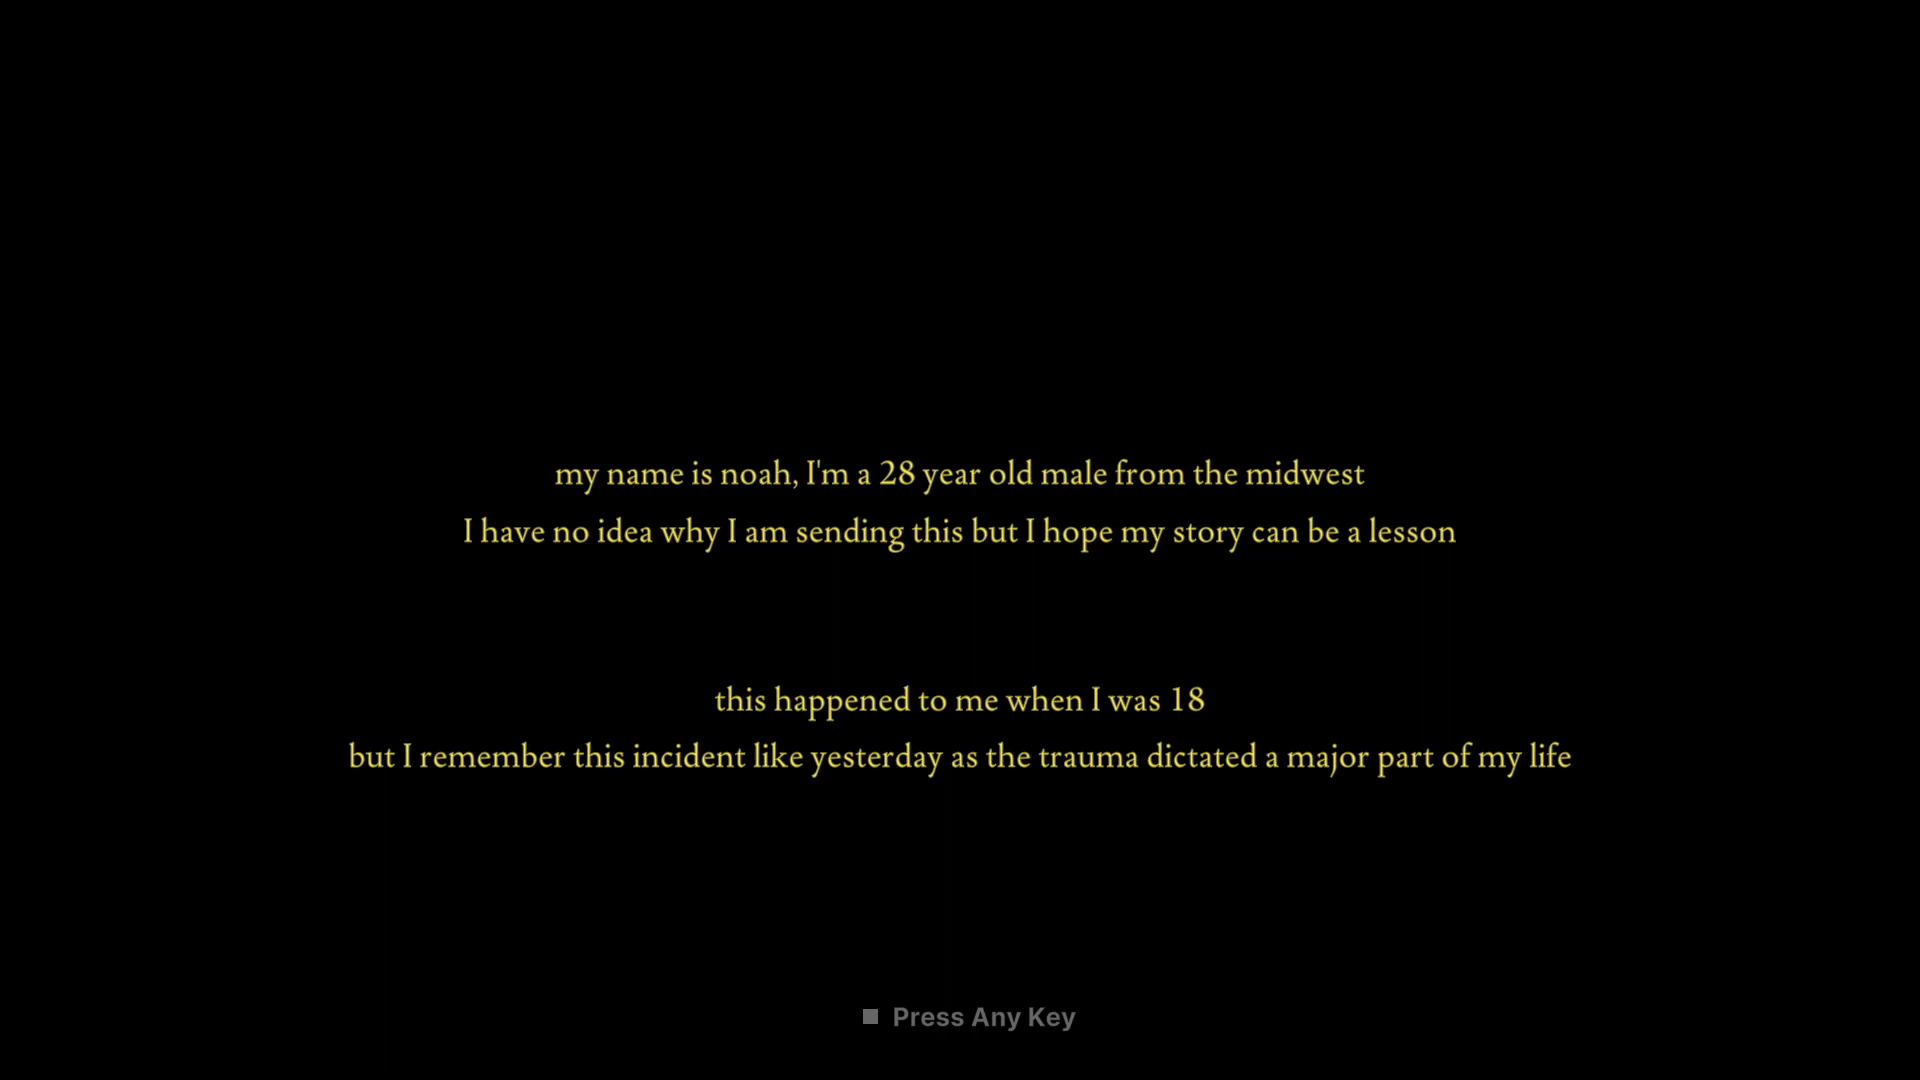 my name is noah, I'm a 28 year old male from the midwest
I have no idea why I am sending this but I hope my story can be a lesson
this happened to me when I was 18
but I remember this incident like yesterday as the trauma dictated a major part of my life
Press Any Key